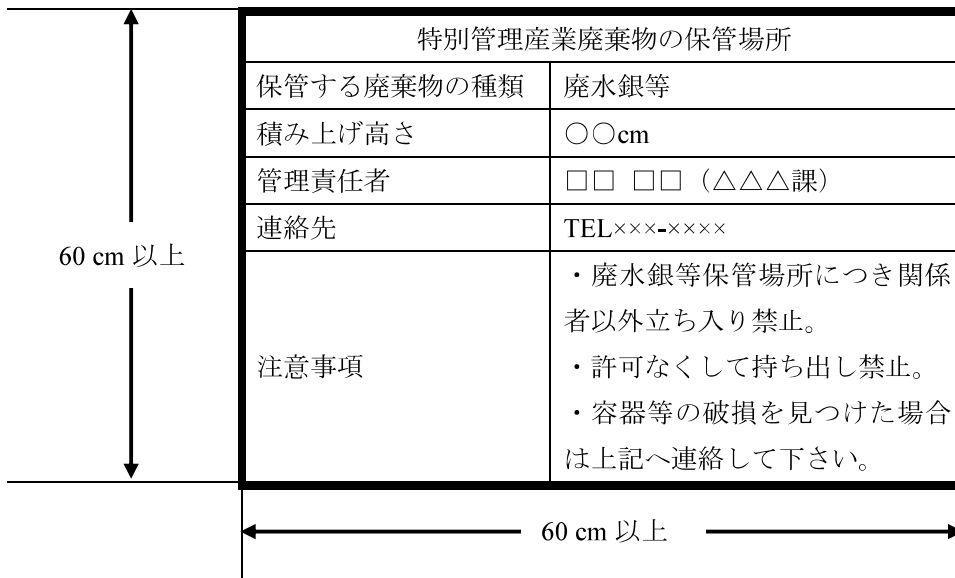 特別管理産業廃棄物の保管場所
保管する廃棄物の種類 廃水銀等
積み上げ高さ 〇〇cm
管理責任者 □□ □□（△△△課）
連絡先 TEL×××-××××
注意事項
・廃水銀等保管場所につき関係
者以外立ち入り禁止。
・許可なくして持ち出し禁止。
・容器等の破損を見つけた場合
は上記へ連絡して下さい。
60 cm 以上
60 cm 以上